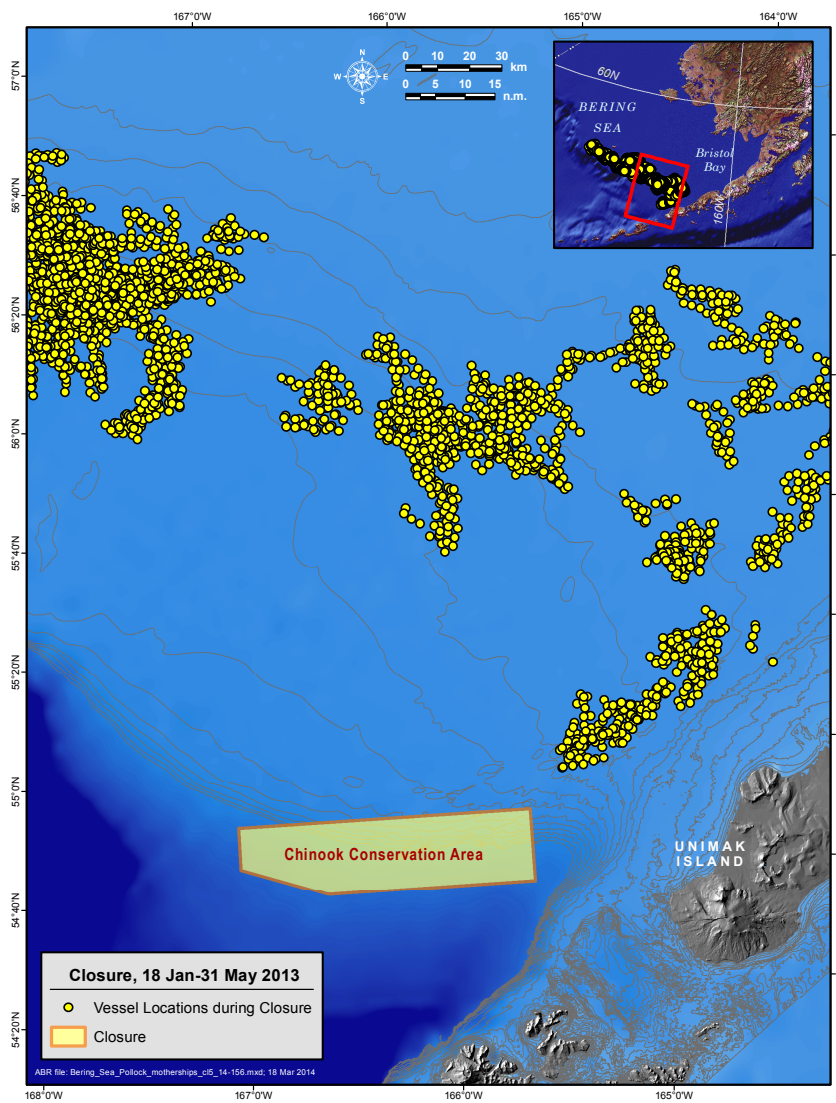 167°0'W 166°0'W 165°0'W 164°0'W
N
W E
S
0 10 20 30
km
0 5 10 15
n.m.
60N
BERING
SEA
Bristol
Bay
160W
57°0'N
56°40'N
56°20'N
56°0'N
55°40'N
55°20'N
55°0'N
54°40'N
54°20'N
Chinook Conservation Area
UNIMAK
ISLAND
Closure, 18 Jan-31 May 2013
Vessel Locations during Closure
Closure
ABR file: Bering_Sea_Pollock_motherships_cl5_14-156.mxd; 18 Mar 2014
168°0'W 167°0'W 166°0'W 165°0'W 164°0'W